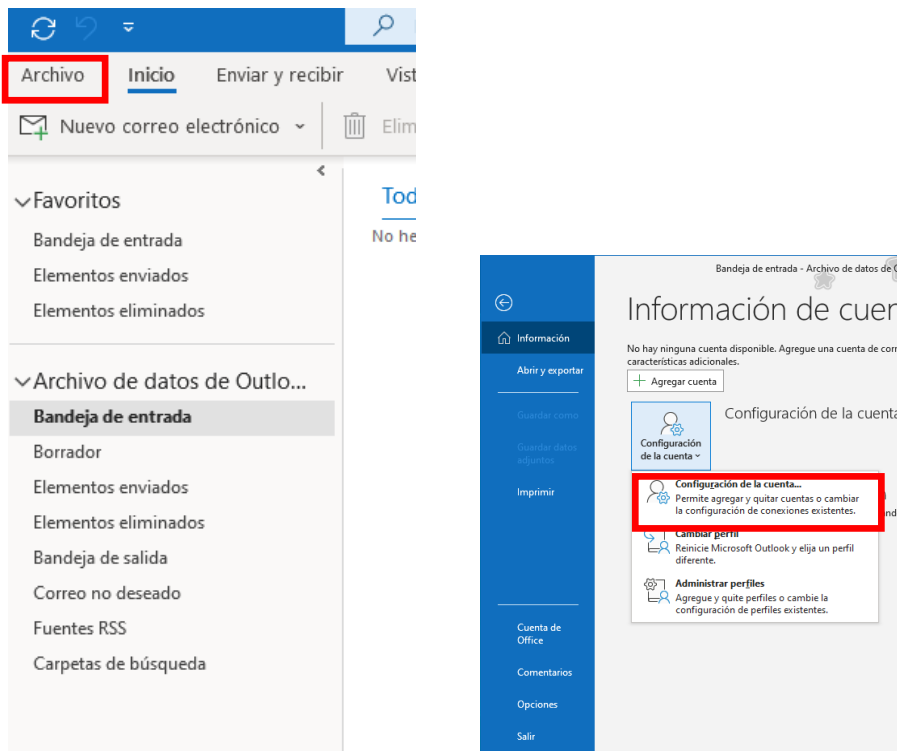 Archivo Inicio Enviar y recibir Vist
Nuevo correo electrónico Elim
Favoritos
Bandeja de entrada
Elementos enviados
Elementos eliminados
Archivo de datos de Outlo...
Bandeja de entrada
Borrador
Elementos enviados
Elementos eliminados
Bandeja de salida
Correo no deseado
Fuentes RSS
Carpetas de búsqueda
Tod
No he
Bandeja de entrada - Archivo de datos de
Información
Abrir y exportar
Guardar como
Guardar datos
adjuntos
Imprimir
Cuenta de
Office
Comentarios
Opciones
Salir
Información de cuen
No hay ninguna cuenta disponible. Agregue una cuenta de corr
características adicionales.
Agregar cuenta
Configuración
de la cuenta
Configuración de la cuenta
Configuración de la cuenta...
Permite agregar y quitar cuentas o cambiar
la configuración de conexiones existentes.
Cambiar perfil
Reinicie Microsoft Outlook y elija un perfil
diferente.
Administrar perfiles
Agregue y quite perfiles o cambie la
configuración de perfiles existentes.